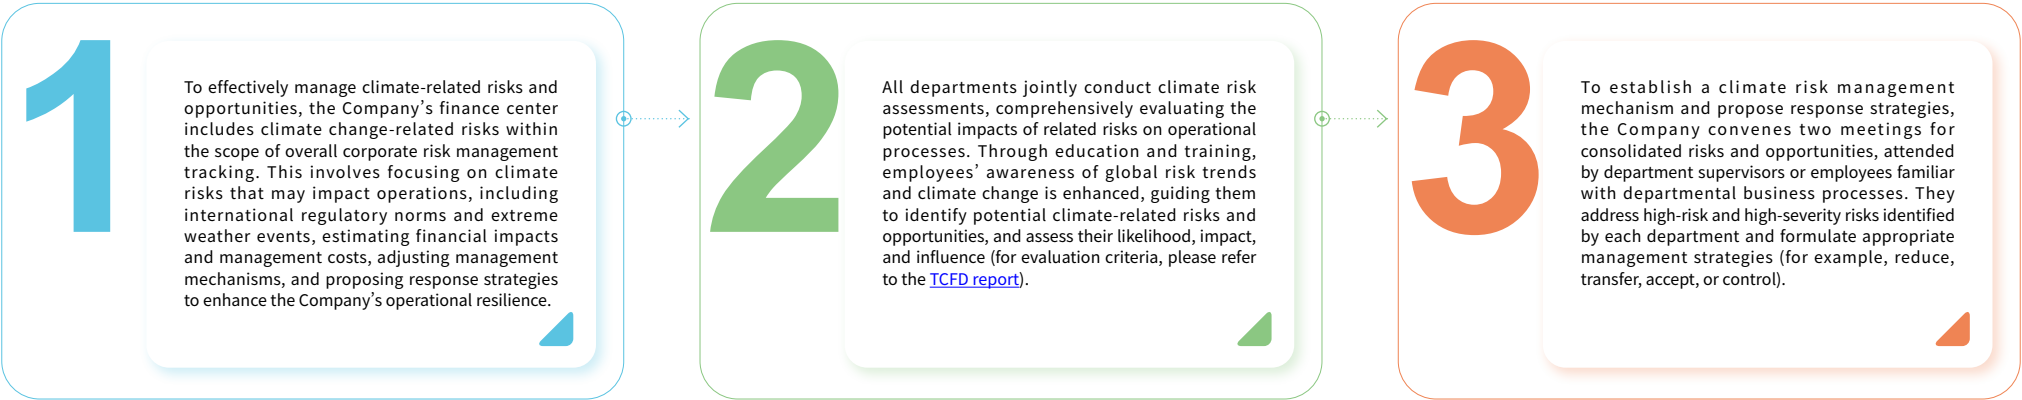 1
To effectively manage climate-related risks and
opportunities, the Company's finance center
includes climate change-related risks within
the scope of overall corporate risk management
tracking. This involves focusing on climate
risks that may impact operations, including
international regulatory norms and extreme
weather events, estimating financial impacts
and management costs, adjusting management
mechanisms, and proposing response strategies
to enhance the Company's operational resilience.
2
All departments jointly conduct climate risk
assessments, comprehensively evaluating the
potential impacts of related risks on operational
processes. Through education and training,
employees' awareness of global risk trends
and climate change is enhanced, guiding them
to identify potential climate-related risks and
opportunities, and assess their likelihood, impact,
and influence (for evaluation criteria, please refer
to the TCFD report).
3
To establish a climate risk management
mechanism and propose response strategies,
the Company convenes two meetings for
consolidated risks and opportunities, attended
by department supervisors or employees familiar
with departmental business processes. They
address high-risk and high-severity risks identified
by each department and formulate appropriate
management strategies (for example, reduce,
transfer, accept, or control).